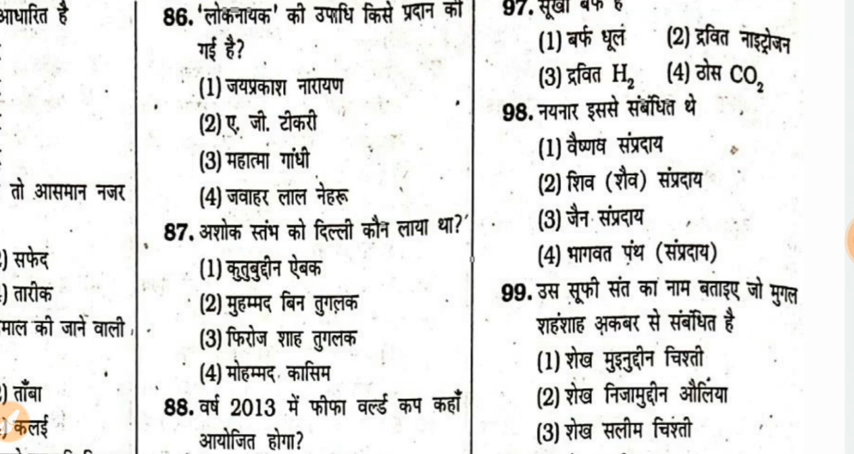 आधारित है
तो आसमान नजर
) सफेद
) तारीक
माल की जाने वाली
) ताँबा
) कलई
86. 'लोकनायक' की उपाधि किसे प्रदान की
गई है?
(1) जयप्रकाश नारायण
(2) ए. जी. टीकरी
(3) महात्मा गांधी
(4) जवाहर लाल नेहरू
87. अशोक स्तंभ को दिल्ली कौन लाया था?
(1) कुतुबुद्दीन ऐबक
(2) मुहम्मद बिन तुगलक
(3) फिरोज शाह तुगलक
(4) मोहम्मद कासिम
88. वर्ष 2013 में फीफा वर्ल्ड कप कहाँ
आयोजित होगा?
97. सूखी बर्फ है
(1) बर्फ धूलं (2) द्रवित नाइट्रोजन
(3) द्रवित H₂ (4) ठोस CO₂
98. नयनार इससे संबंधित थे
(1) वैष्णव संप्रदाय
(2) शिव (शैव) संप्रदाय
(3) जैन संप्रदाय
(4) भागवत पंथ (संप्रदाय)
99. उस सूफी संत का नाम बताइए जो मुगल
शहंशाह अकबर से संबंधित है
(1) शेख मुइनुद्दीन चिश्ती
(2) शेख निजामुद्दीन औलिया
(3) शेख सलीम चिश्ती